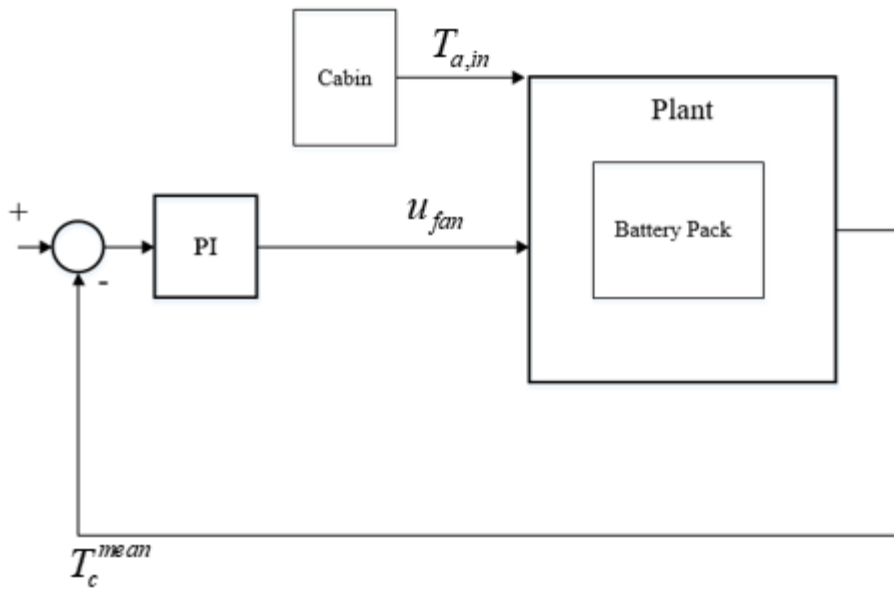 T_{a,in}
Cabin
Plant
+
u_{fan}
PI
Battery Pack
-
T_c^{mean}